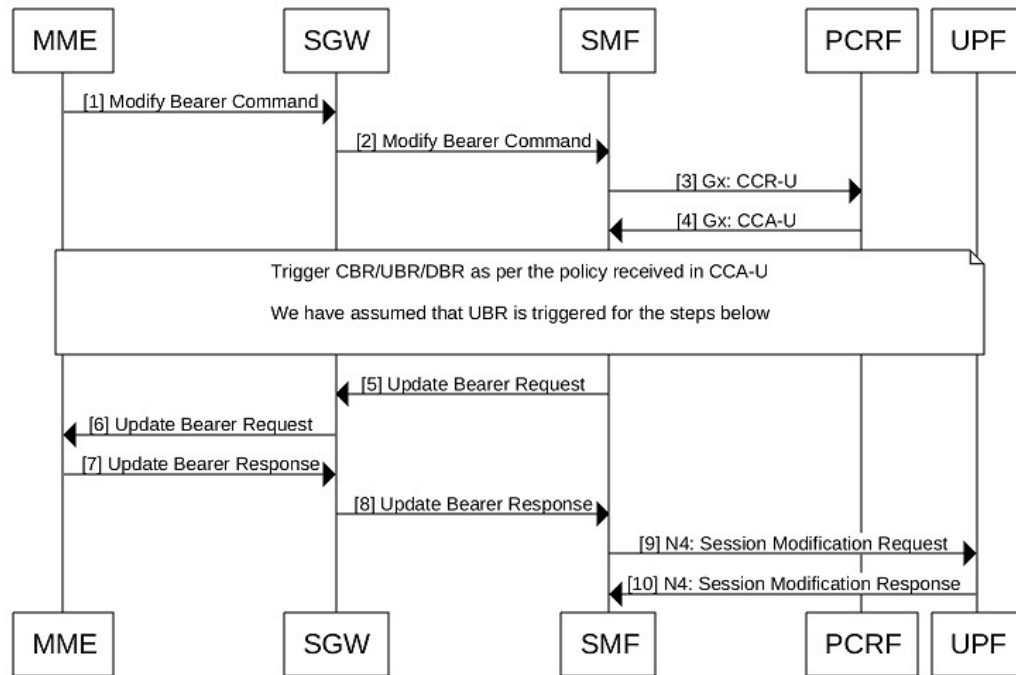 MME
SGW
SMF
PCRF
UPF
[1] Modify Bearer Command
[2] Modify Bearer Command
[3] Gx: CCR-U
[4] Gx: CCA-U
Trigger CBR/UBR/DBR as per the policy received in CCA-U
We have assumed that UBR is triggered for the steps below
[5] Update Bearer Request
[6] Update Bearer Request
[7] Update Bearer Response
[8] Update Bearer Response
[9] N4: Session Modification Request
[10] N4: Session Modification Response
MME
SGW
SMF
PCRF
UPF